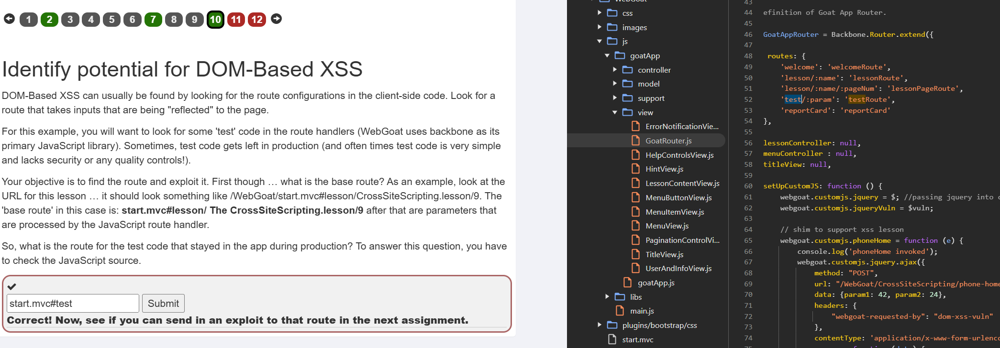 1 2 3 4 5 6 7 8 9 10 11 12
Identify potential for DOM-Based XSS
DOM-Based XSS can usually be found by looking for the route configurations in the client-side code. Look for a
route that takes inputs that are being "reflected" to the page.
For this example, you will want to look for some 'test' code in the route handlers (WebGoat uses backbone as its
primary JavaScript library). Sometimes, test code gets left in production (and often times test code is very simple
and lacks security or any quality controls!).
Your objective is to find the route and exploit it. First though … what is the base route? As an example, look at the
URL for this lesson … it should look something like /WebGoat/start.mvc#lesson/CrossSiteScripting.lesson/9. The
'base route' in this case is: start.mvc#lesson/ The CrossSiteScripting.lesson/9 after that are parameters that
are processed by the JavaScript route handler.
So, what is the route for the test code that stayed in the app during production? To answer this question, you have
to check the JavaScript source.
start.mvc#test Submit
Correct! Now, see if you can send in an exploit to that route in the next assignment.
WebGoat
css
images
js
goatApp
controller
model
support
view
ErrorNotificationVie...
GoatRouter.js
HelpControlsView.js
HintView.js
LessonContentView.js
MenuButtonView.js
MenuItemView.js
MenuView.js
PaginationControlVi...
TitleView.js
UserAndInfoView.js
goatApp.js
libs
main.js
plugins/bootstrap/css
start.mvc
43
44 efinition of Goat App Router.
45
46 GoatAppRouter = Backbone.Router.extend({
47
48 routes: {
49 'welcome': 'welcomeRoute',
50 'lesson/:name': 'lessonRoute',
51 'lesson/:name/:pageNum': 'lessonPageRoute',
52 'test/:param': 'testRoute',
53 'reportCard': 'reportCard'
54 },
55
56 lessonController: null,
57 menuController : null,
58 titleView: null,
59
60 setUpCustomJS: function () {
61 webgoat.customjs.jquery = $; //passing jquery into
62 webgoat.customjs.jqueryVuln = $vuln;
63
64 // shim to support xss lesson
65 webgoat.customjs.phoneHome = function (e) {
66 console.log('phoneHome invoked');
67 webgoat.customjs.jquery.ajax({
68 method: "POST",
69 url: "/WebGoat/CrossSiteScripting/phone-home
70 data: {param1: 42, param2: 24},
71 headers: {
72 "webgoat-requested-by": "dom-xss-vuln"
73 },
74 contentType: 'application/x-www-form-urlenco